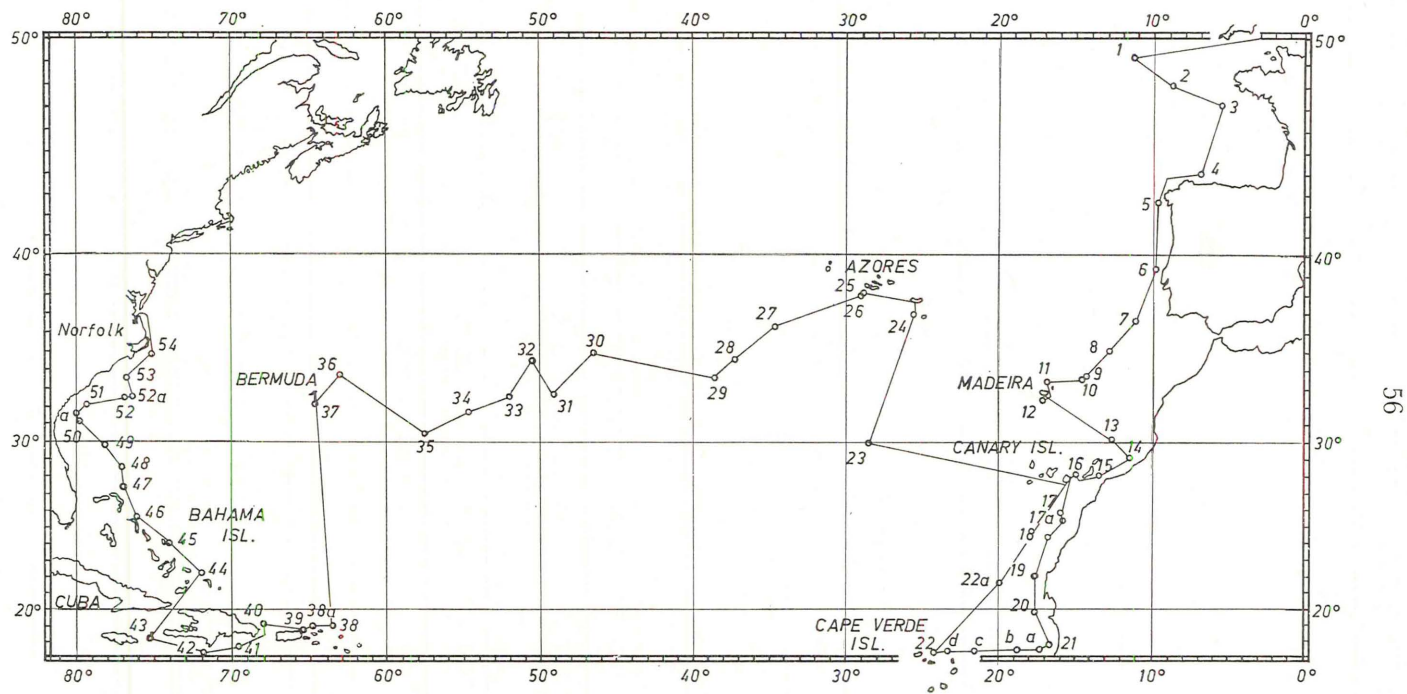 80° 70° 60° 50° 40° 30° 20° 10° 0°
50° 50°
1
2
3
4
5
40° 40°
6
AZORES
25
26
27
24
7
Norfolk
54
28
30
32
8
36
53
BERMUDA
11
9
10
MADEIRA
29
51
52a
52
37
34
33
31
12
a
50
35
13
30° 30°
49
23
CANARY ISL.
14
48
16
15
47
17
46
BAHAMA
ISL.
17a
45
18
44
19
22a
CUBA
20° 20°
40
39
38a
38
20
43
CAPE VERDE
ISL.
42
41
22
d
c
b
a
21
80° 70° 60° 50° 40° 30° 20° 10° 0°
56